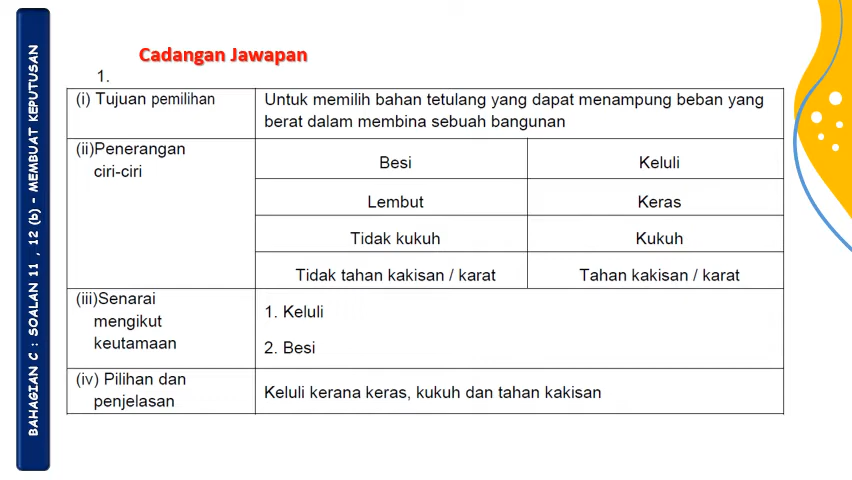 BAHAGIAN C : SOALAN 11 , 12 (b) - MEMBUAT KEPUTUSAN
Cadangan Jawapan
1.
(i) Tujuan pemilihan
Untuk memilih bahan tetulang yang dapat menampung beban yang
berat dalam membina sebuah bangunan
(ii)Penerangan
ciri-ciri
Besi
Keluli
Lembut
Keras
Tidak kukuh
Kukuh
Tidak tahan kakisan / karat
Tahan kakisan / karat
(iii)Senarai
mengikut
keutamaan
1. Keluli
2. Besi
(iv) Pilihan dan
penjelasan
Keluli kerana keras, kukuh dan tahan kakisan